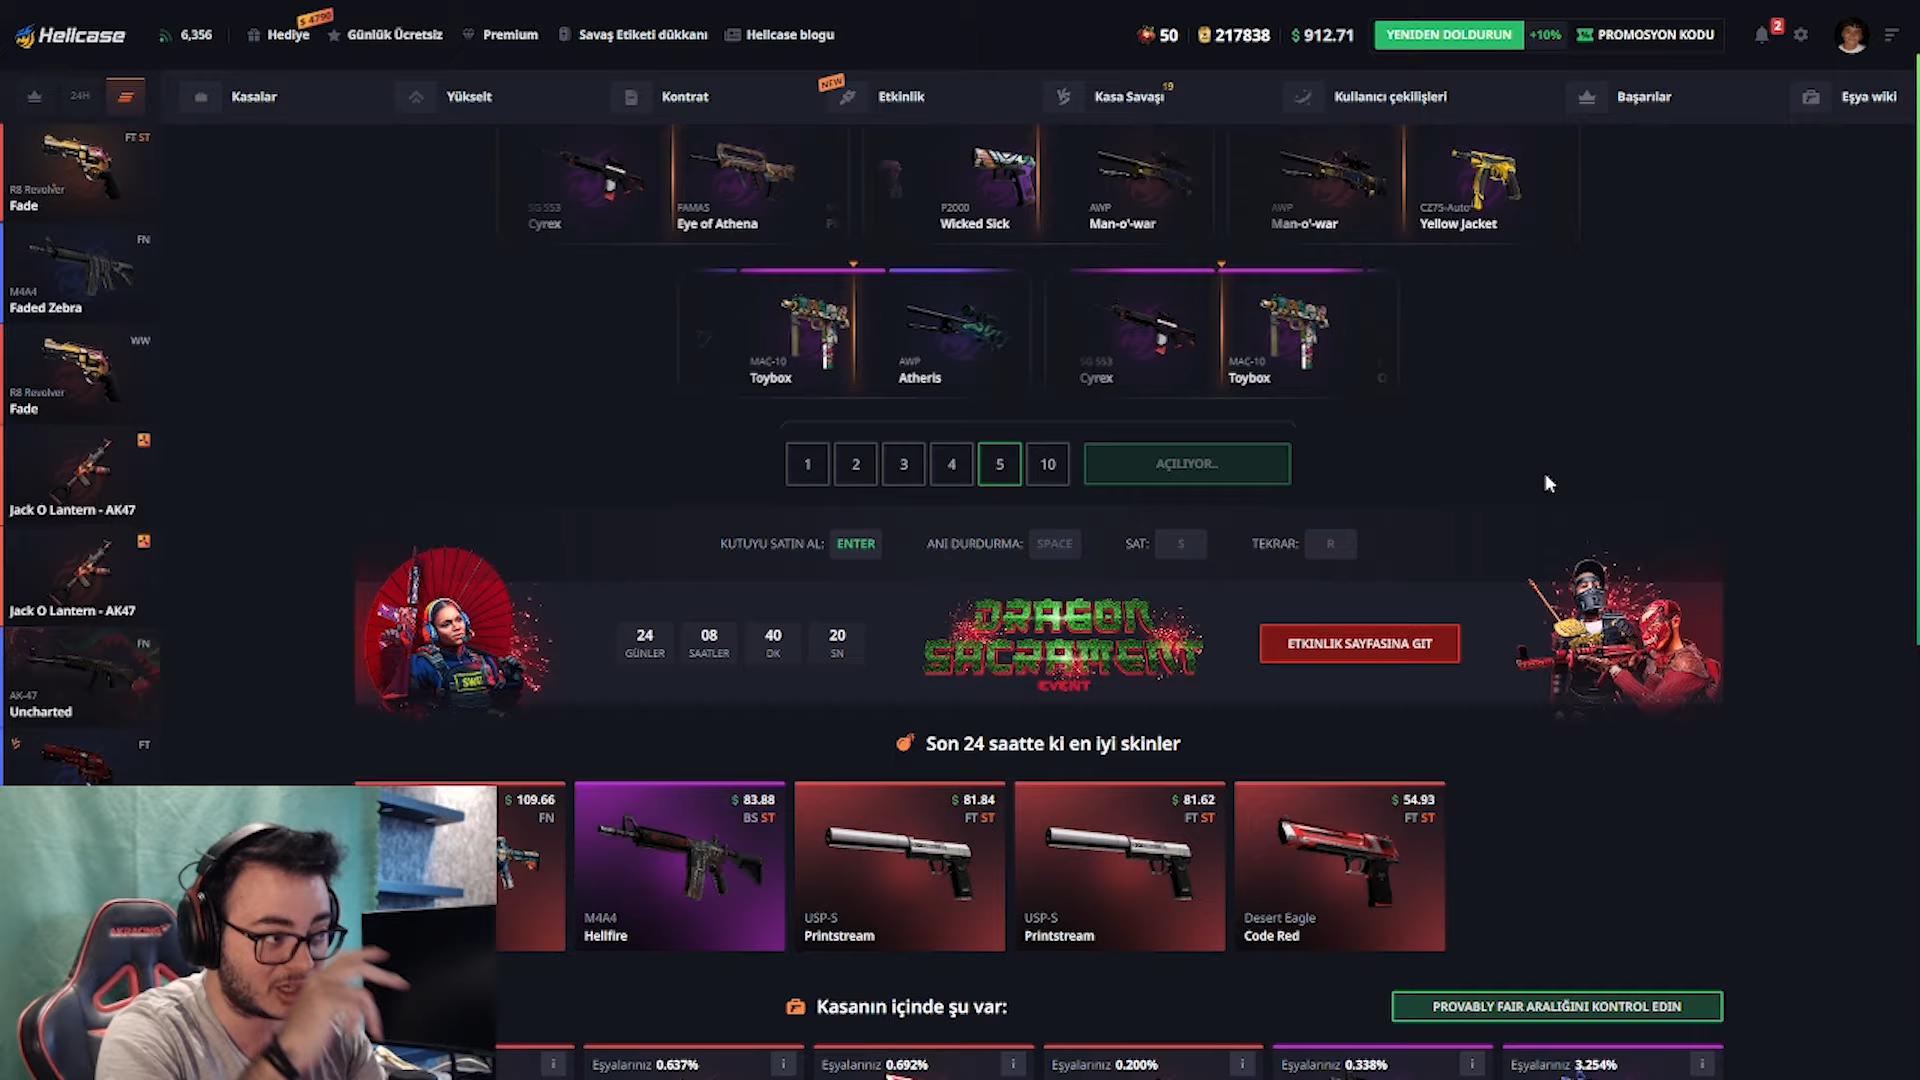 Hellcase
6,356
$ 4790
Hediye
Günlük Ücretsiz
Premium
Savaş Etiketi dükkanı
Hellcase blogu
50
217838
$ 912.71
YENİDEN DOLDURUN
+10%
PROMOSYON KODU
2
24H
Kasalar
Yükselt
Kontrat
NEW
Etkinlik
Kasa Savaşı
19
Kullanıcı çekilişleri
Başarılar
Eşya wiki
FT ST
R8 Revolver
Fade
FN
M4A4
Faded Zebra
WW
R8 Revolver
Fade
Jack O Lantern - AK47
Jack O Lantern - AK47
FN
AK-47
Uncharted
FT
SG 553
Cyrex
FAMAS
Eye of Athena
P2000
Wicked Sick
AWP
Man-o'-war
AWP
Man-o'-war
CZ75-Auto
Yellow Jacket
MAC-10
Toybox
AWP
Atheris
SG 553
Cyrex
MAC-10
Toybox
1
2
3
4
5
10
AÇILIYOR..
KUTUYU SATIN AL:
ENTER
ANI DURDURMA:
SPACE
SAT:
S
TEKRAR:
R
24
GÜNLER
08
SAATLER
40
DK
20
SN
DRAGON
SACRAMENT
EVENT
ETKINLIK SAYFASINA GIT
Son 24 saatte ki en iyi skinler
$ 109.66
FN
$ 83.88
BS ST
M4A4
Hellfire
$ 81.84
FT ST
USP-S
Printstream
$ 81.62
FT ST
USP-S
Printstream
$ 54.93
FT ST
Desert Eagle
Code Red
AKRACING
Kasanın içinde şu var:
PROVABLY FAIR ARALIĞINI KONTROL EDIN
Eşyalarınız 0.637%
Eşyalarınız 0.692%
Eşyalarınız 0.200%
Eşyalarınız 0.338%
Eşyalarınız 3.254%